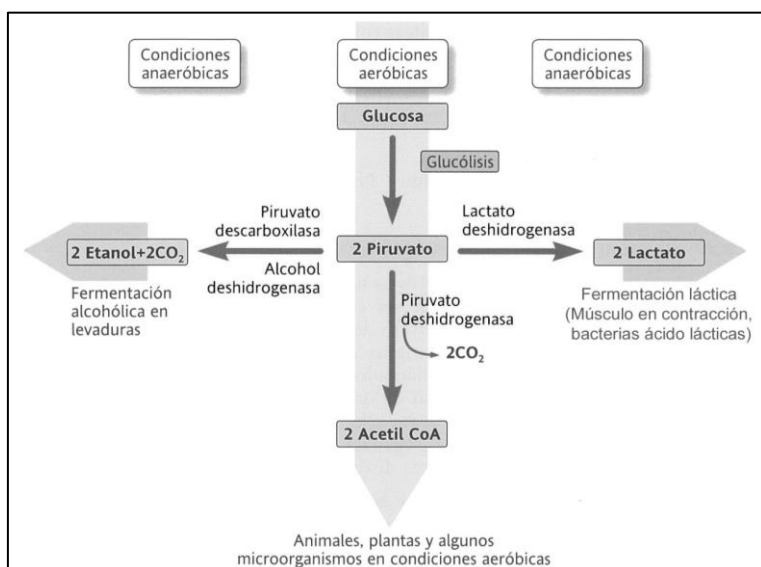 Condiciones
anaeróbicas
Condiciones
aeróbicas
Condiciones
anaeróbicas
Glucosa
Glucólisis
Piruvato
descarboxilasa
Lactato
deshidrogenasa
2 Etanol+2CO₂
2 Piruvato
2 Lactato
Alcohol
deshidrogenasa
Fermentación
alcohólica en
levaduras
Piruvato
deshidrogenasa
2CO₂
Fermentación láctica
(Músculo en contracción,
bacterias ácido lácticas)
2 Acetil CoA
Animales, plantas y algunos
microorganismos en condiciones aeróbicas